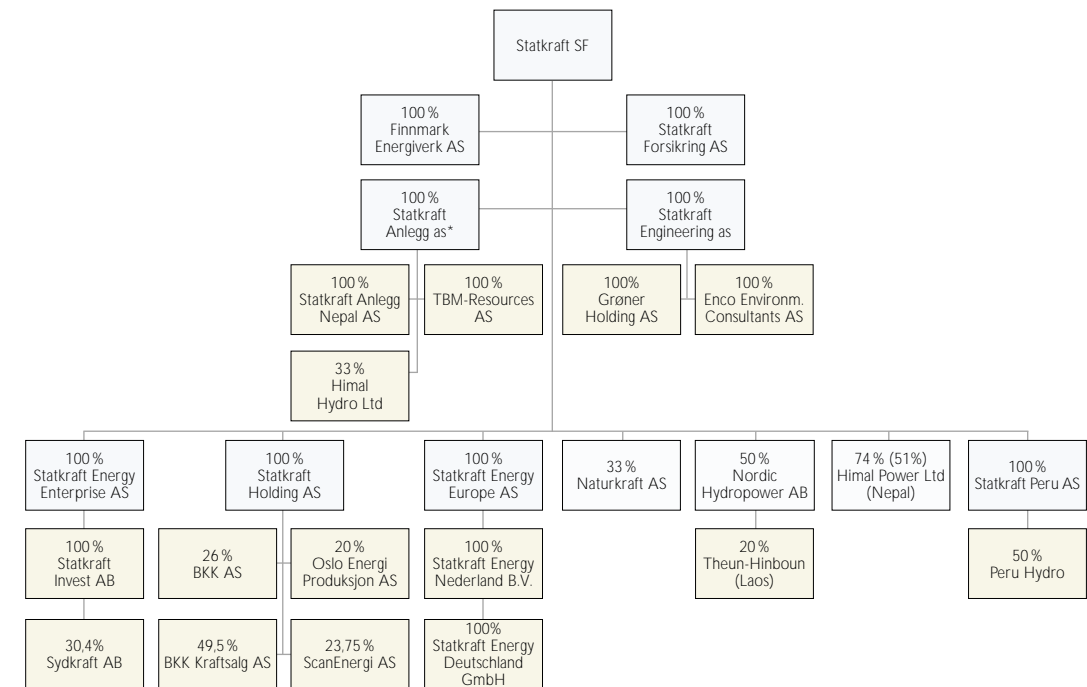 Statkraft SF
100 %
Finnmark
Energiverk AS
100 %
Statkraft
Forsikring AS
100 %
Statkraft
Anlegg as*
100 %
Statkraft
Engineering as
100 %
Statkraft Anlegg
Nepal AS
100 %
TBM-Resources
AS
100%
Grøner
Holding AS
100 %
Enco Environm.
Consultants AS
33 %
Himal
Hydro Ltd
100 %
Statkraft Energy
Enterprise AS
100 %
Statkraft
Holding AS
100 %
Statkraft Energy
Europe AS
33 %
Naturkraft AS
50 %
Nordic
Hydropower AB
74 % (51%)
Himal Power Ltd
(Nepal)
100 %
Statkraft Peru AS
100 %
Statkraft
Invest AB
26 %
BKK AS
20 %
Oslo Energi
Produksjon AS
100 %
Statkraft Energy
Nederland B.V.
20 %
Theun-Hinboun
(Laos)
50 %
Peru Hydro
30,4%
Sydkraft AB
49,5 %
BKK Kraftsalg AS
23,75 %
ScanEnergi AS
100%
Statkraft Energy
Deutschland
GmbH